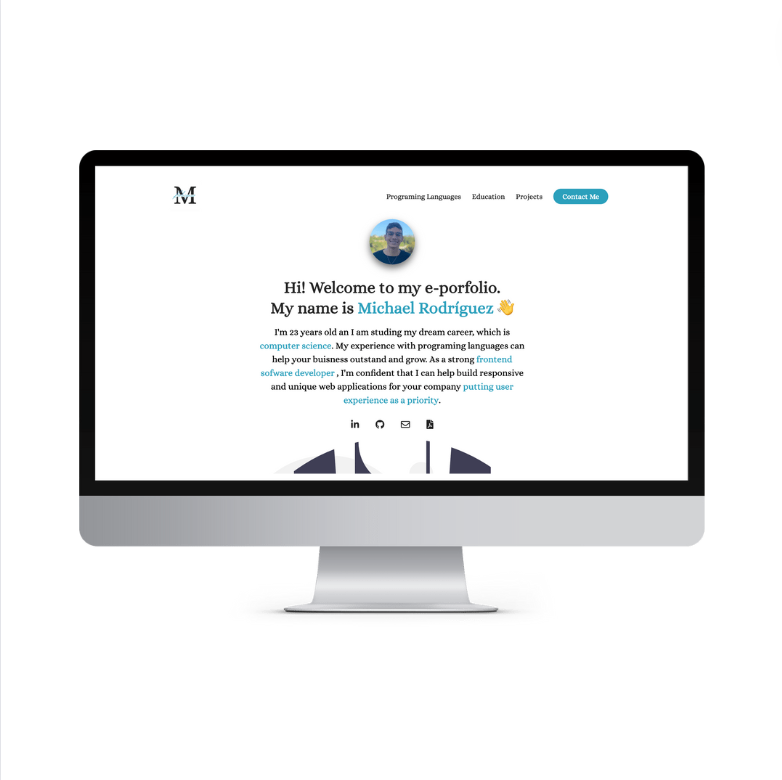 M
Programing Languages Education Projects Contact Me
Hi! Welcome to my e-porfolio.
My name is Michael Rodríguez 👋
I'm 23 years old an I am studing my dream career, which is
computer science. My experience with programing languages can
help your buisness outstand and grow. As a strong frontend
sofware developer , I'm confident that I can help build responsive
and unique web applications for your company putting user
experience as a priority.
in